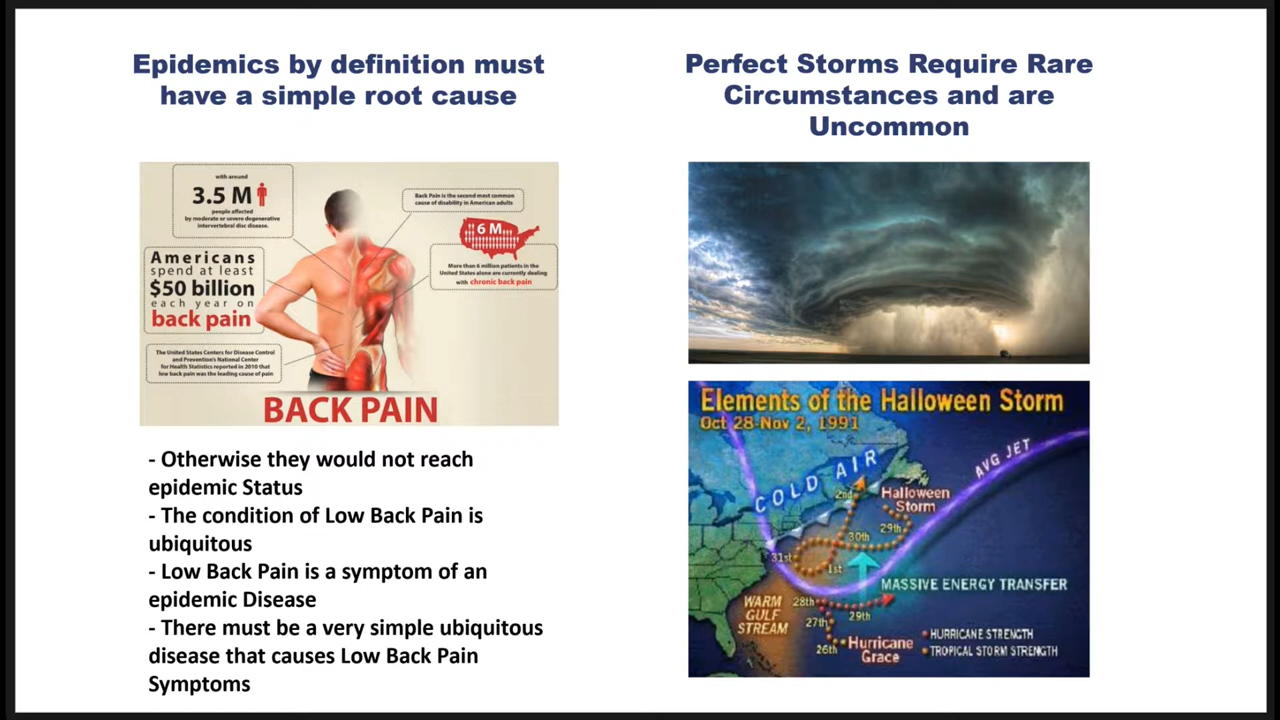 Epidemics by definition must
have a simple root cause
with around
3.5 M
people affected
by moderate or severe degenerative
intervertebral disc disease.
Back Pain is the second most common
cause of disability in American adults
6 M
More than 6 million patients in the
United States alone are currently dealing
with chronic back pain
Americans
spend at least
$50 billion
each year on
back pain
The United States Centers for Disease Control
and Prevention's National Center
for Health Statistics reported in 2010 that
low back pain was the leading cause of pain
BACK PAIN
- Otherwise they would not reach
epidemic Status
- The condition of Low Back Pain is
ubiquitous
- Low Back Pain is a symptom of an
epidemic Disease
- There must be a very simple ubiquitous
disease that causes Low Back Pain
Symptoms
Perfect Storms Require Rare
Circumstances and are
Uncommon
Elements of the Halloween Storm
Oct 28-Nov 2, 1991
COLD AIR
AVG JET
2nd
Halloween
Storm
29th
30th
31st
1st
MASSIVE ENERGY TRANSFER
WARM
GULF
STREAM
28th
29th
27th
26th
Hurricane
Grace
HURRICANE STRENGTH
TROPICAL STORM STRENGTH